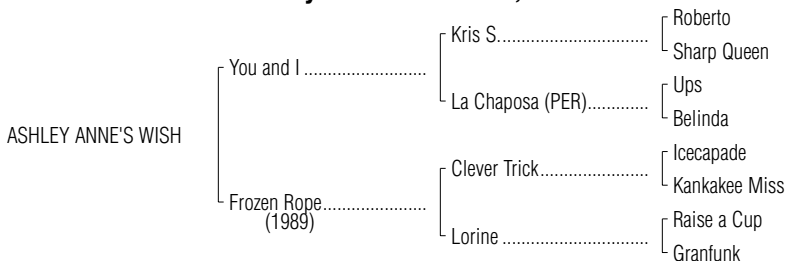 Roberto
Kris S.
Sharp Queen
You and I
Ups
La Chaposa (PER)
Belinda
ASHLEY ANNE'S WISH
Icecapade
Clever Trick
Kankakee Miss
Frozen Rope
(1989)
Raise a Cup
Lorine
Granfunk